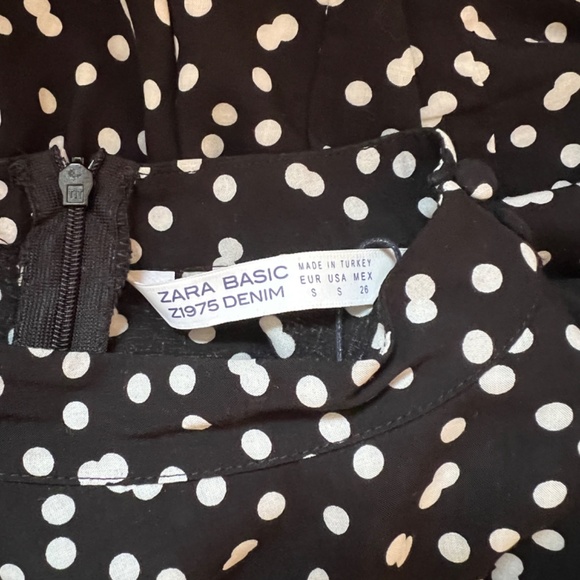 ZARA BASIC
Z1975 DENIM
MADE IN TURKEY
EUR USA MEX
S S 26